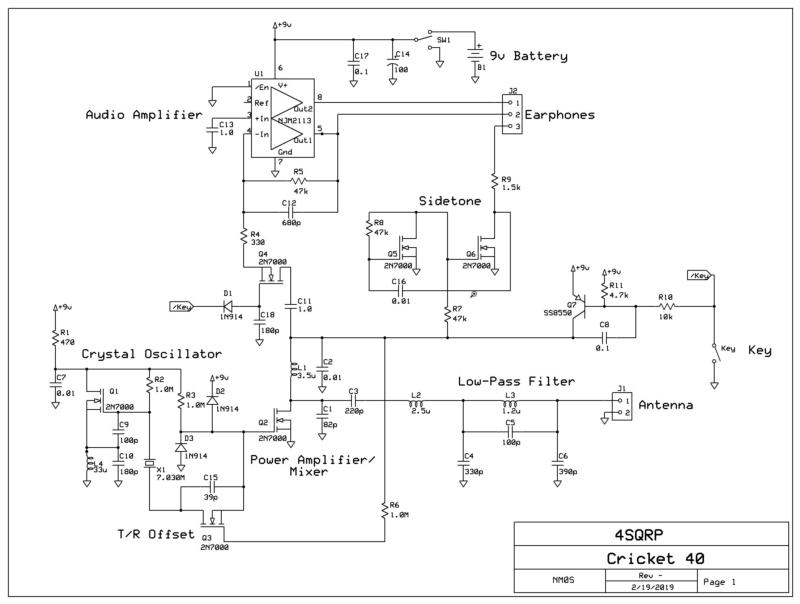 +9v
SW1
C17
0.1
C14
100
+
B1
9v Battery
U1
6
V+
1
/En
2
Ref
3
+In
4
-In
8
Out2
NJM2113
5
Out1
Gnd
7
Audio Amplifier
C13
1.0
J2
1
2
3
Earphones
R5
47k
C12
680p
R9
1.5k
Sidetone
R4
330
R8
47k
Q5
2N7000
Q6
2N7000
C16
0.01
Q4
2N7000
/Key
D1
1N914
C18
180p
C11
1.0
R7
47k
+9v
+9v
R11
4.7k
Q7
SS8550
R10
10k
/Key
C8
0.1
Key
Key
+9v
R1
470
Crystal Oscillator
C7
0.01
Q1
2N7000
R2
1.0M
R3
1.0M
+9v
D2
1N914
L1
3.5u
C2
0.01
Low-Pass Filter
C3
220p
L2
2.5u
L3
1.2u
J1
1
2
Antenna
C9
100p
Q2
2N7000
C1
82p
C5
100p
L4
33u
C10
180p
X1
7.030M
D3
1N914
Power Amplifier/
Mixer
C4
330p
C6
390p
C15
39p
R6
1.0M
T/R Offset
Q3
2N7000
4SQRP
Cricket 40
NM0S
Rev -
2/19/2019
Page 1